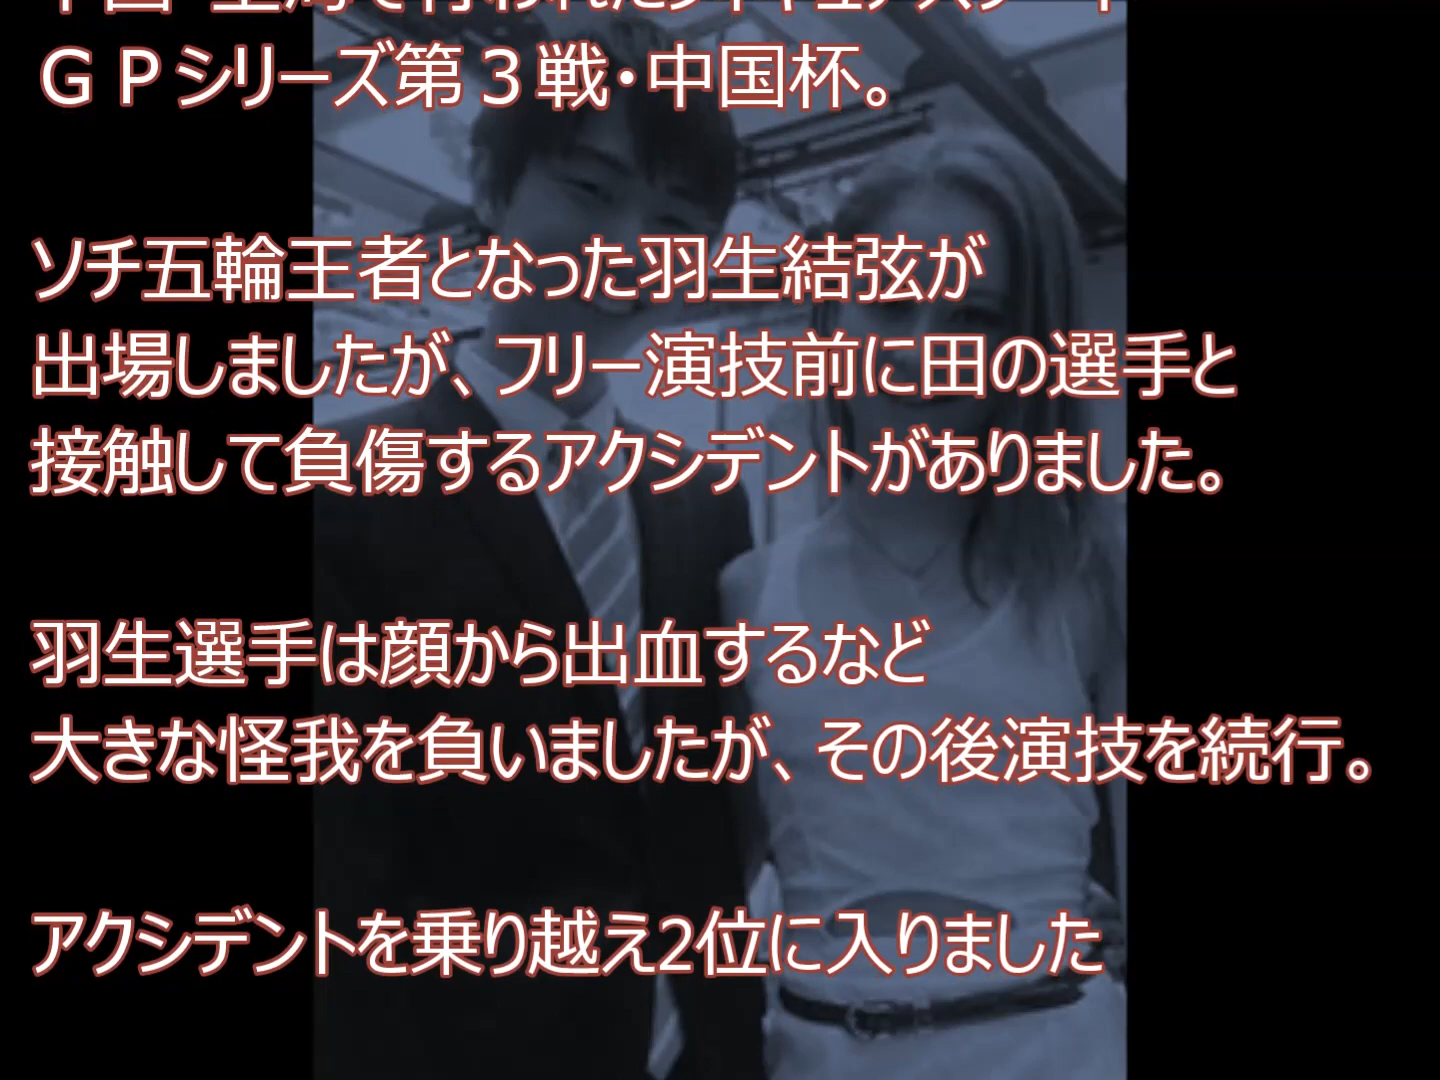 ＧＰシリーズ第３戦・中国杯。
ソチ五輪王者となった羽生結弦が
出場しましたが、フリー演技前に田の選手と
接触して負傷するアクシデントがありました。
羽生選手は顔から出血するなど
大きな怪我を負いましたが、その後演技を続行。
アクシデントを乗り越え2位に入りました